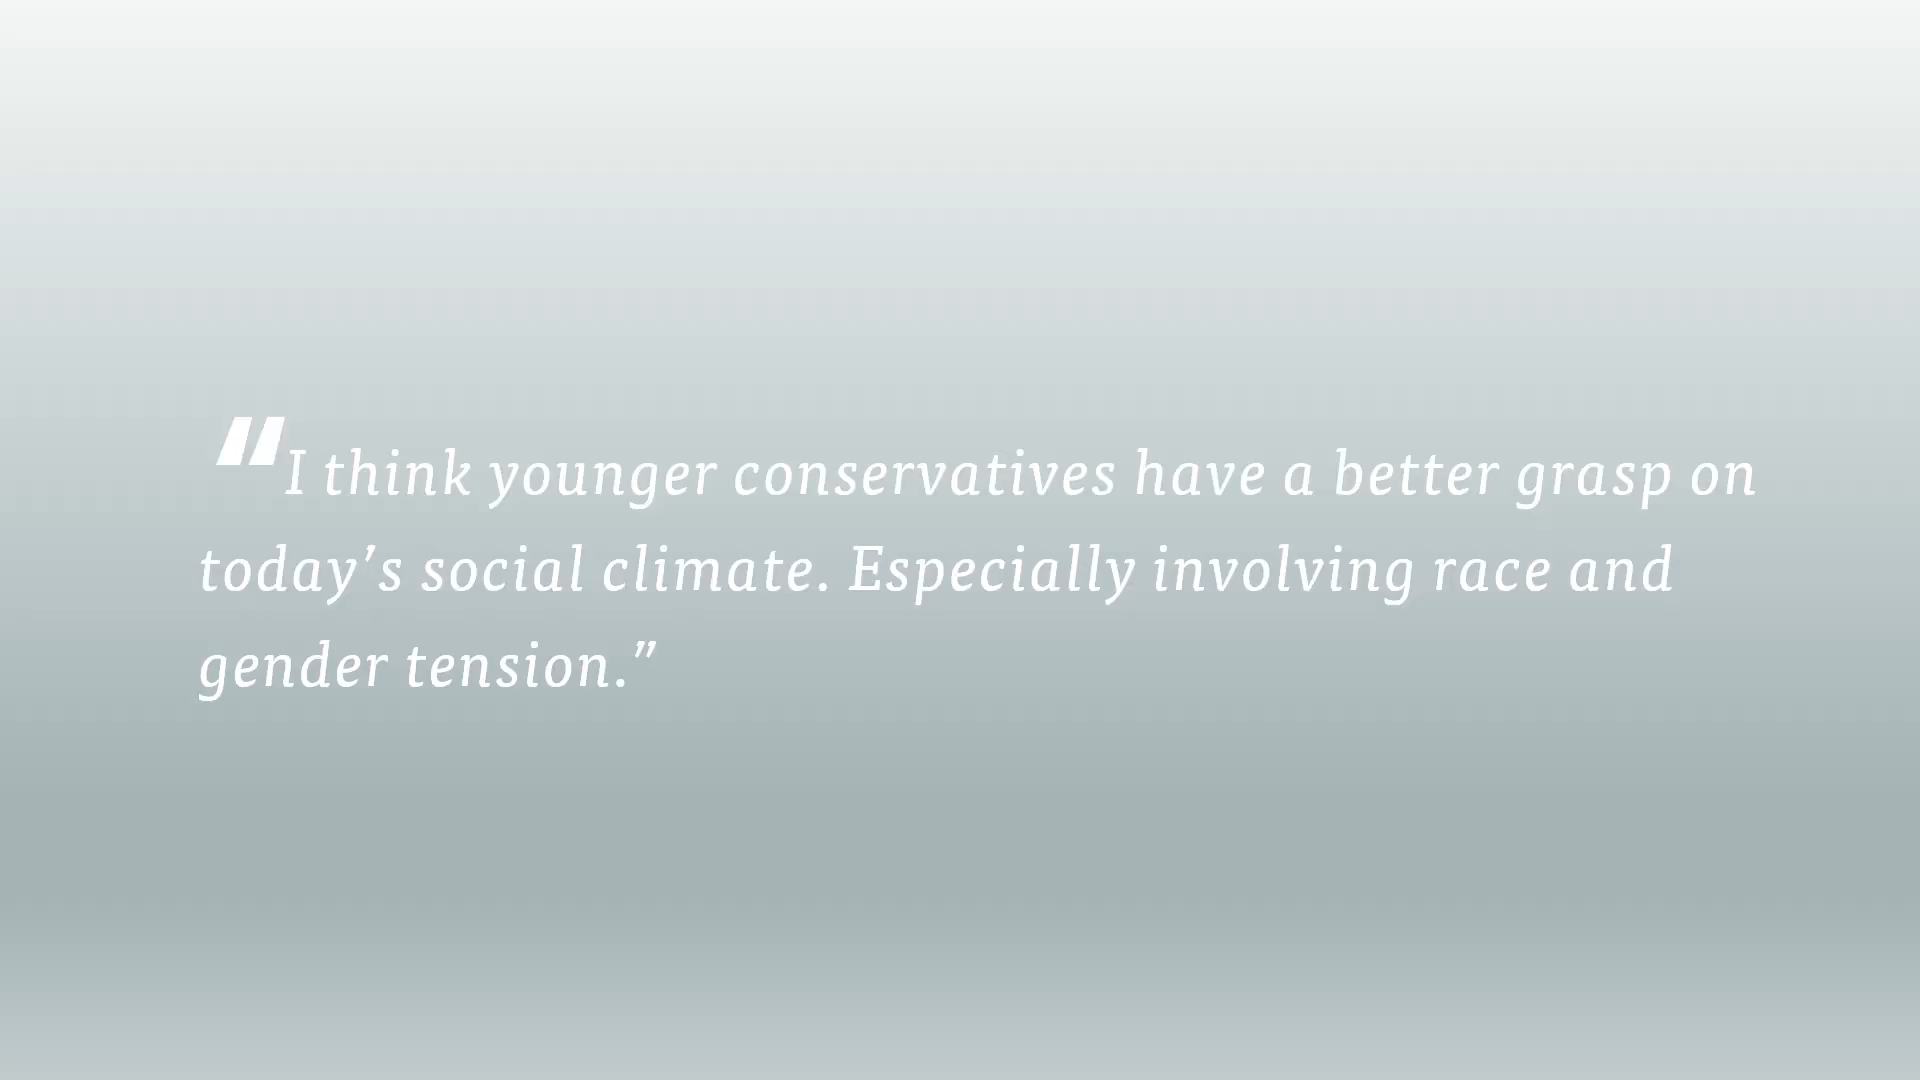 “I think younger conservatives have a better grasp on
today’s social climate. Especially involving race and
gender tension.”